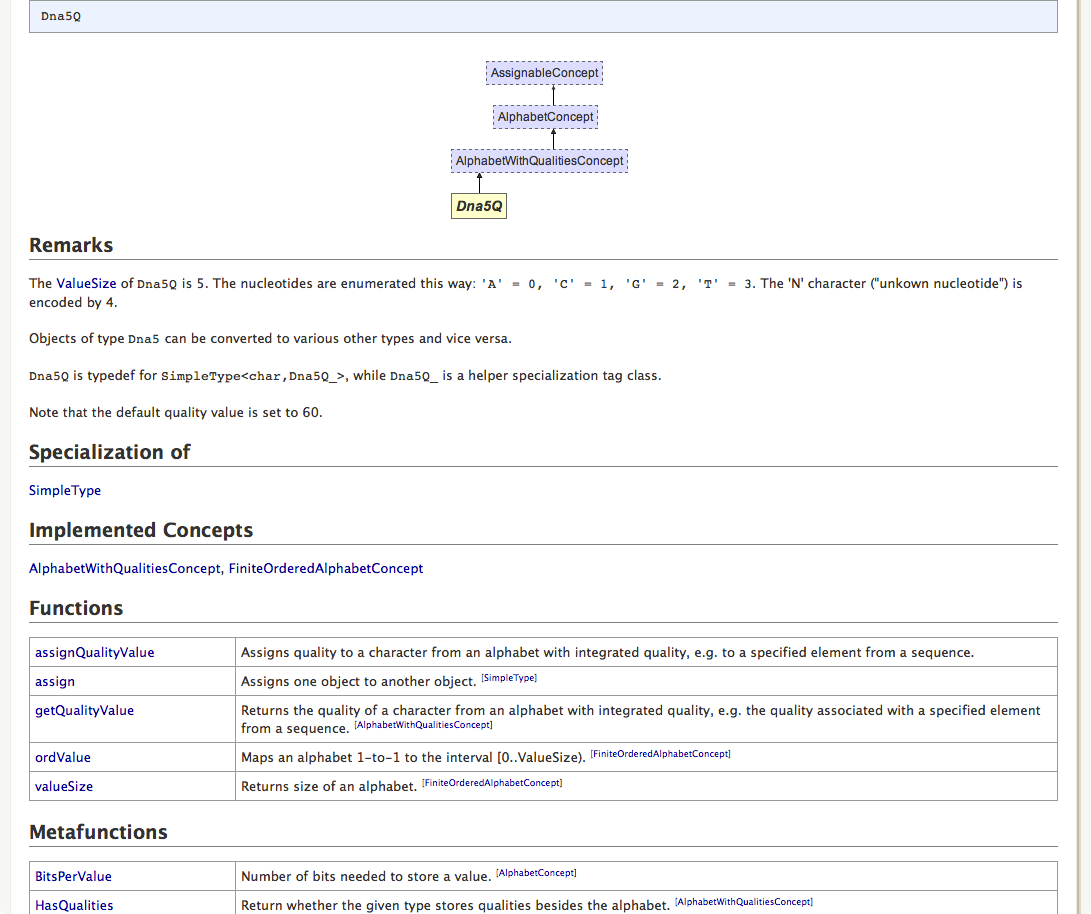 Dna5Q
AssignableConcept
AlphabetConcept
AlphabetWithQualitiesConcept
Dna5Q
Remarks
The ValueSize of Dna5Q is 5. The nucleotides are enumerated this way: 'A' = 0, 'C' = 1, 'G' = 2, 'T' = 3. The 'N' character ("unkown nucleotide") is
encoded by 4.
Objects of type Dna5 can be converted to various other types and vice versa.
Dna5Q is typedef for SimpleType<char,Dna5Q_>, while Dna5Q_ is a helper specialization tag class.
Note that the default quality value is set to 60.
Specialization of
SimpleType
Implemented Concepts
AlphabetWithQualitiesConcept, FiniteOrderedAlphabetConcept
Functions
assignQualityValue Assigns quality to a character from an alphabet with integrated quality, e.g. to a specified element from a sequence.
assign Assigns one object to another object. [SimpleType]
getQualityValue Returns the quality of a character from an alphabet with integrated quality, e.g. the quality associated with a specified element
from a sequence. [AlphabetWithQualitiesConcept]
ordValue Maps an alphabet 1-to-1 to the interval [0..ValueSize). [FiniteOrderedAlphabetConcept]
valueSize Returns size of an alphabet. [FiniteOrderedAlphabetConcept]
Metafunctions
BitsPerValue Number of bits needed to store a value. [AlphabetConcept]
HasQualities Return whether the given type stores qualities besides the alphabet. [AlphabetWithQualitiesConcept]